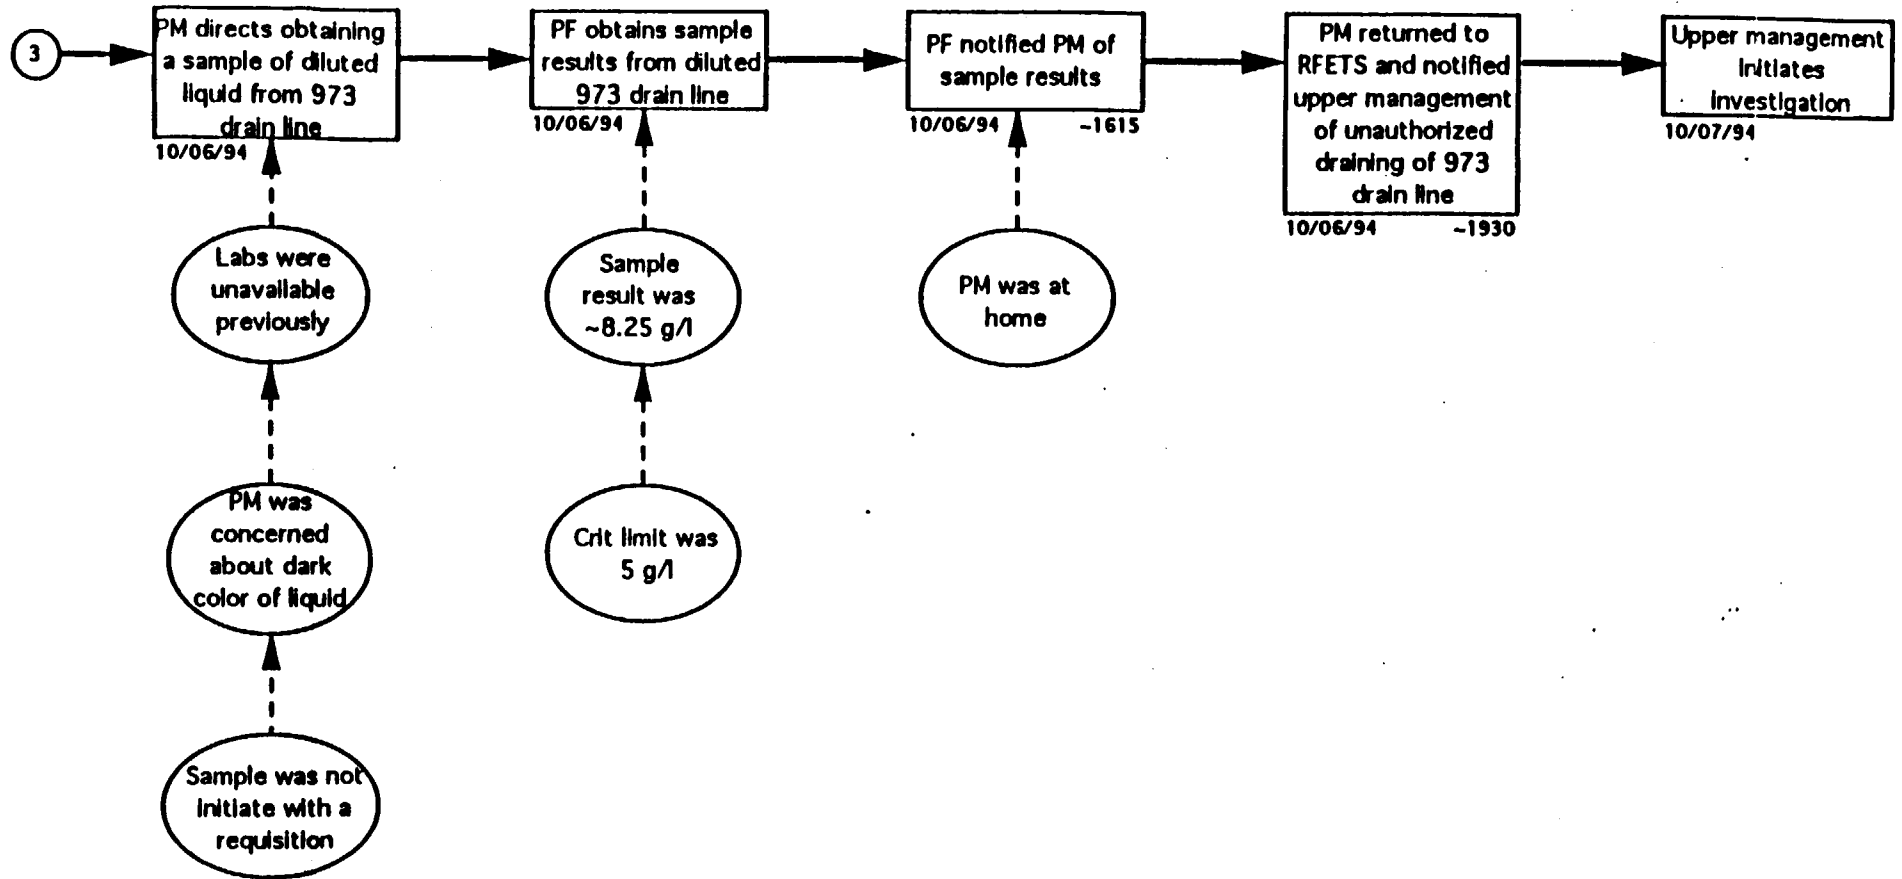 3
PM directs obtaining
a sample of diluted
liquid from 973
drain line
10/06/94
PF obtains sample
results from diluted
973 drain line
10/06/94
PF notified PM of
sample results
10/06/94 ~1615
PM returned to
RFETS and notified
upper management
of unauthorized
draining of 973
drain line
10/06/94 ~1930
Upper management
initiates
investigation
10/07/94
Labs were
unavailable
previously
Sample
result was
~8.25 g/l
PM was at
home
PM was
concerned
about dark
color of liquid
Crit limit was
5 g/l
Sample was not
initiate with a
requisition